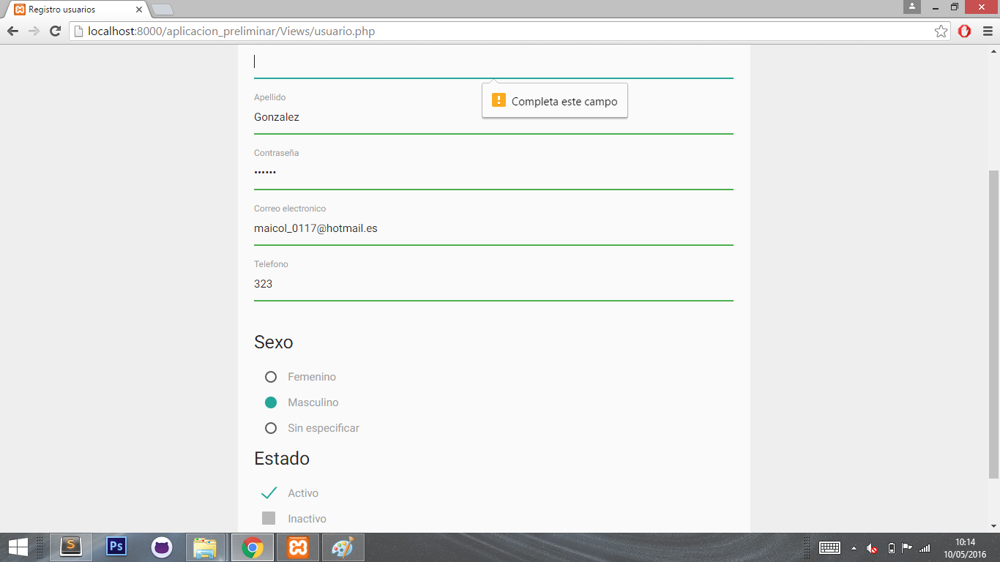 Registro usuarios
localhost:8000/aplicacion_preliminar/Views/usuario.php
Completa este campo
Apellido
Gonzalez
Contraseña
••••••
Correo electronico
maicol_0117@hotmail.es
Telefono
323
Sexo
Femenino
Masculino
Sin especificar
Estado
Activo
Inactivo
S
Ps
10:14
10/05/2016